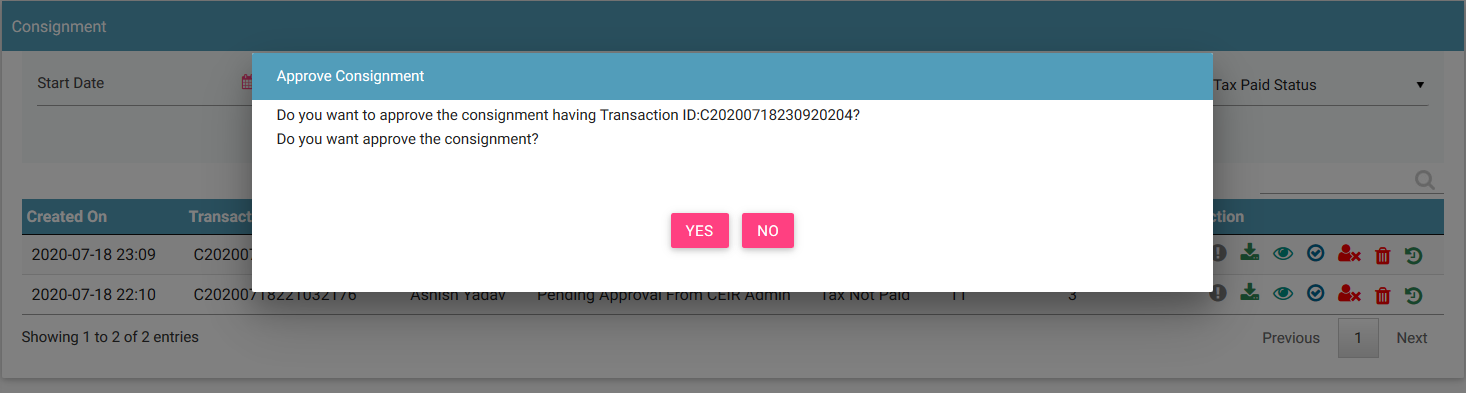 Consignment
Start Date
Tax Paid Status
Approve Consignment
Do you want to approve the consignment having Transaction ID:C20200718230920204?
Do you want approve the consignment?
YES NO
Created On
2020-07-18 23:09
2020-07-18 22:10 C20200718221032176 Ashish Yadav Pending Approval From CEIR Admin Tax Not Paid 11 3
Showing 1 to 2 of 2 entries
Previous 1 Next